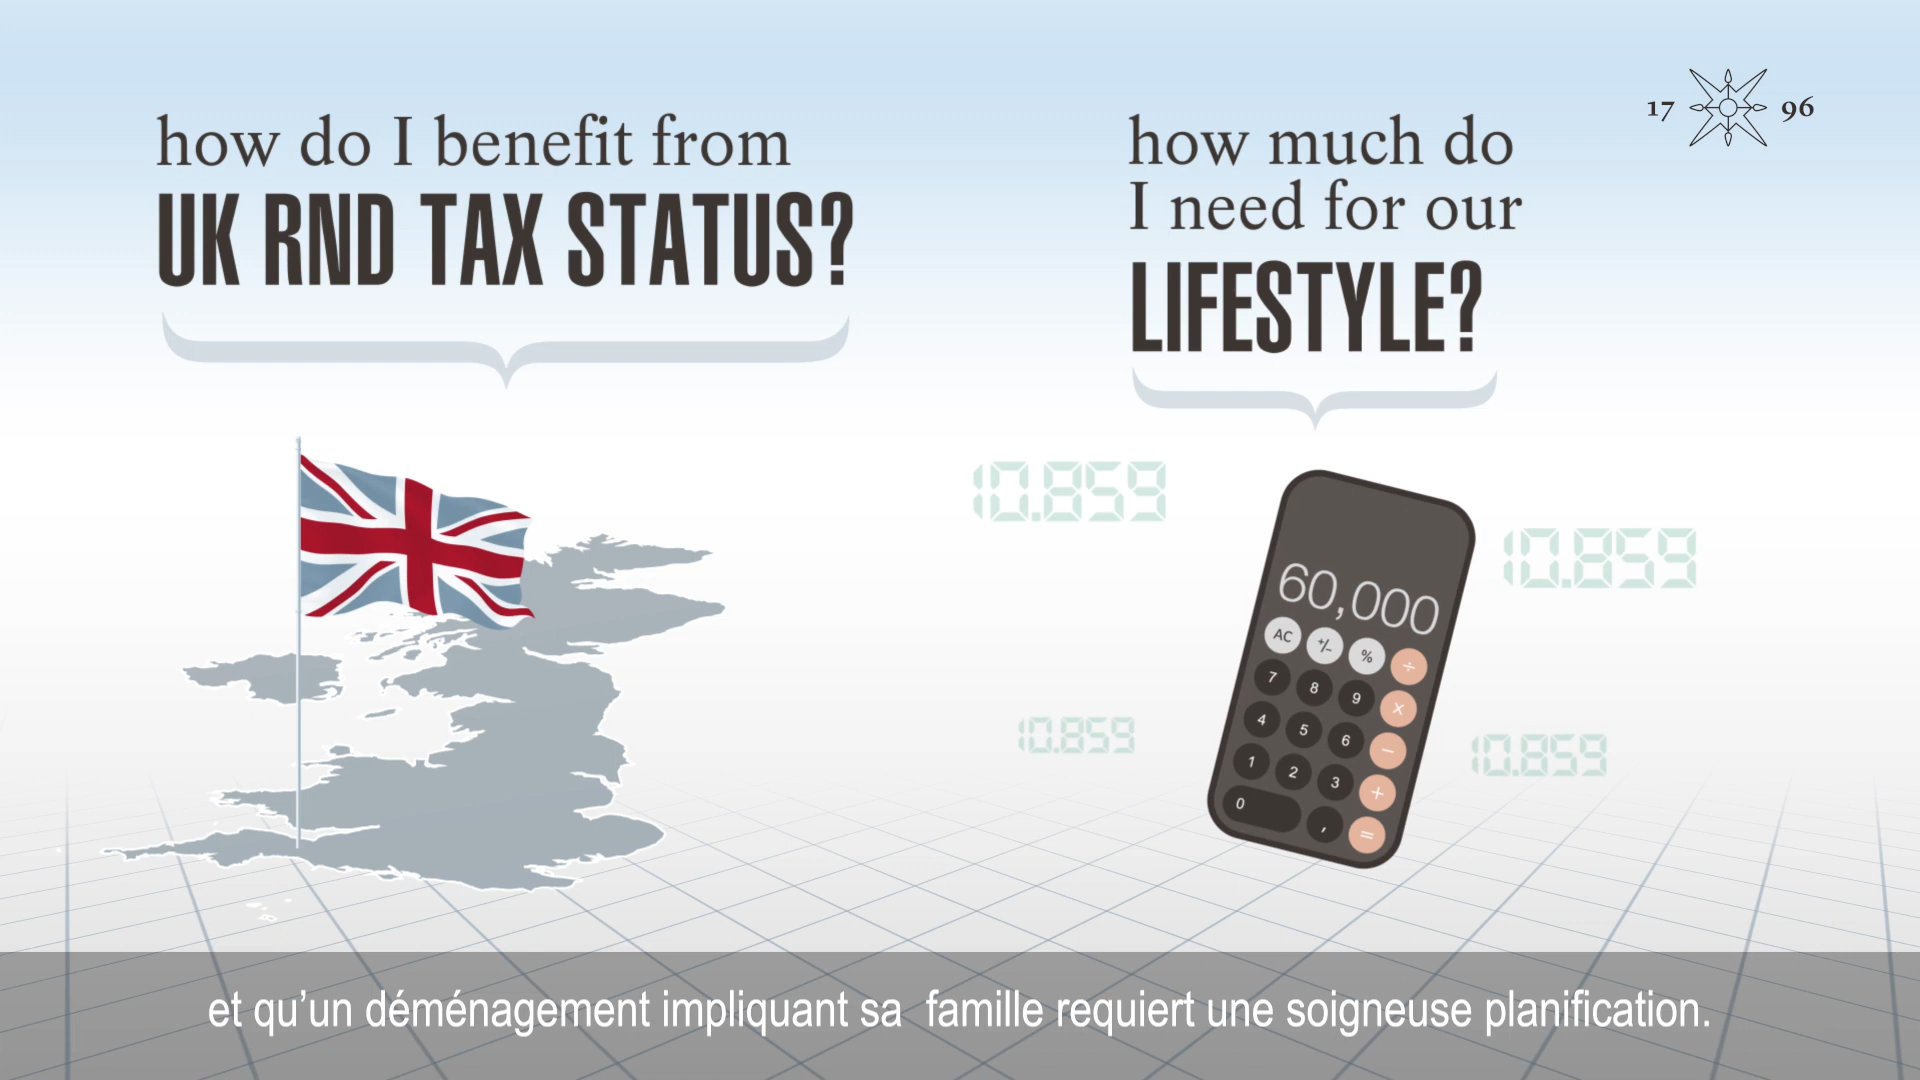 how do I benefit from
UK RND TAX STATUS?
how much do
I need for our
LIFESTYLE?
17 96
10.859
10.859
60,000
AC +/- % ÷
7 8 9 x
4 5 6 −
1 2 3 +
0 , =
10.859
10.859
et qu’un déménagement impliquant sa  famille requiert une soigneuse planification.